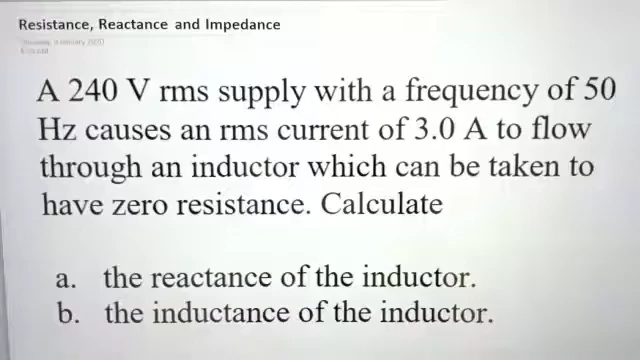 Resistance, Reactance and Impedance
A 240 V rms supply with a frequency of 50
Hz causes an rms current of 3.0 A to flow
through an inductor which can be taken to
have zero resistance. Calculate
a. the reactance of the inductor.
b. the inductance of the inductor.